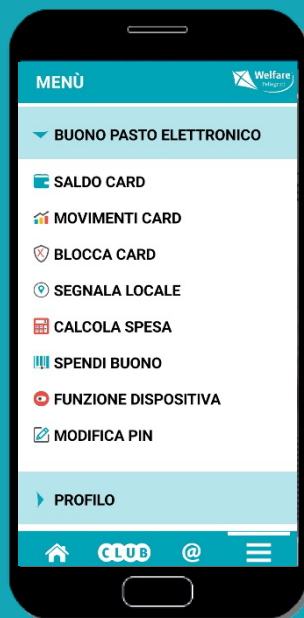 MENÙ
Welfare
Pellegrini
BUONO PASTO ELETTRONICO
SALDO CARD
MOVIMENTI CARD
BLOCCA CARD
SEGNALA LOCALE
CALCOLA SPESA
SPENDI BUONO
FUNZIONE DISPOSITIVA
MODIFICA PIN
PROFILO
CLUB
@